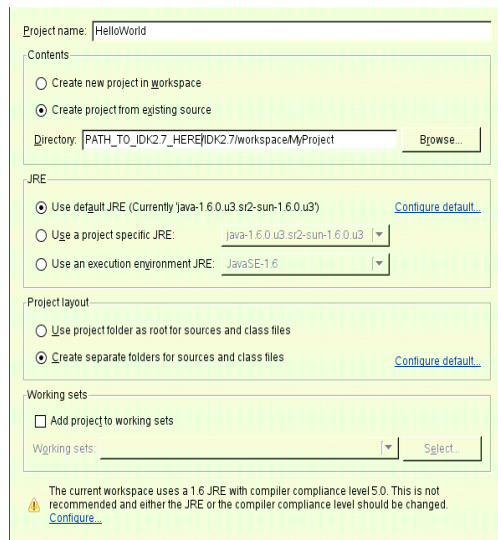 Project name: HelloWorld
Contents
Create new project in workspace
Create project from existing source
Directory: PATH_TO_IDK2.7_HERE/IDK2.7/workspace/MyProject Browse...
JRE
Use default JRE (Currently 'java-1.6.0.u3.sr2-sun-1.6.0.u3') Configure default...
Use a project specific JRE: java-1.6.0.u3.sr2-sun-1.6.0.u3
Use an execution environment JRE: JavaSE-1.6
Project layout
Use project folder as root for sources and class files
Create separate folders for sources and class files Configure default...
Working sets
Add project to working sets
Working sets: Select...
The current workspace uses a 1.6 JRE with compiler compliance level 5.0. This is not
recommended and either the JRE or the compiler compliance level should be changed.
Configure...